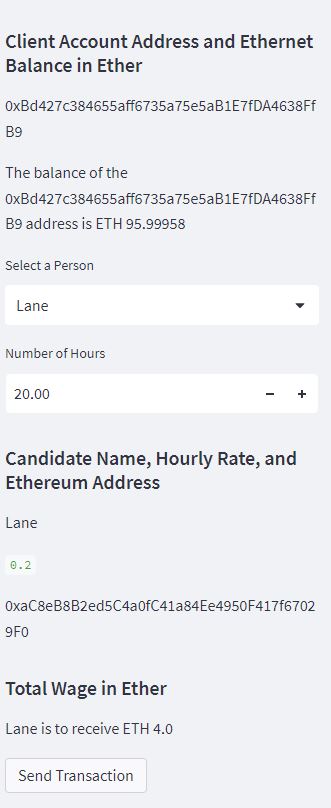 Client Account Address and Ethernet
Balance in Ether
0xBd427c384655aff6735a75e5aB1E7fDA4638Ff
B9
The balance of the
0xBd427c384655aff6735a75e5aB1E7fDA4638Ff
B9 address is ETH 95.99958
Select a Person
Lane
Number of Hours
20.00 − +
Candidate Name, Hourly Rate, and
Ethereum Address
Lane
0.2
0xaC8eB8B2ed5C4a0fC41a84Ee4950F417f6702
9F0
Total Wage in Ether
Lane is to receive ETH 4.0
Send Transaction